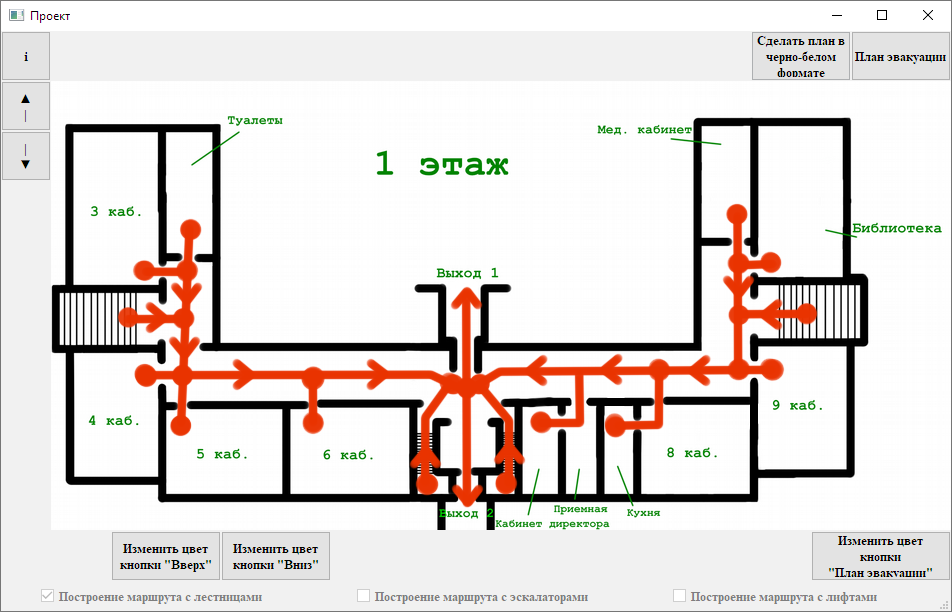 Проект
i
Сделать план в
черно-белом
формате
План эвакуации
▲
|
|
▼
Туалеты
Мед. кабинет
1 этаж
3 каб.
Библиотека
Выход 1
4 каб.
9 каб.
5 каб.
6 каб.
8 каб.
Выход 2
Кабинет директора
Приемная
Кухня
Изменить цвет
кнопки "Вверх"
Изменить цвет
кнопки "Вниз"
Изменить цвет
кнопки
"План эвакуации"
Построение маршрута с лестницами
Построение маршрута с эскалаторами
Построение маршрута с лифтами